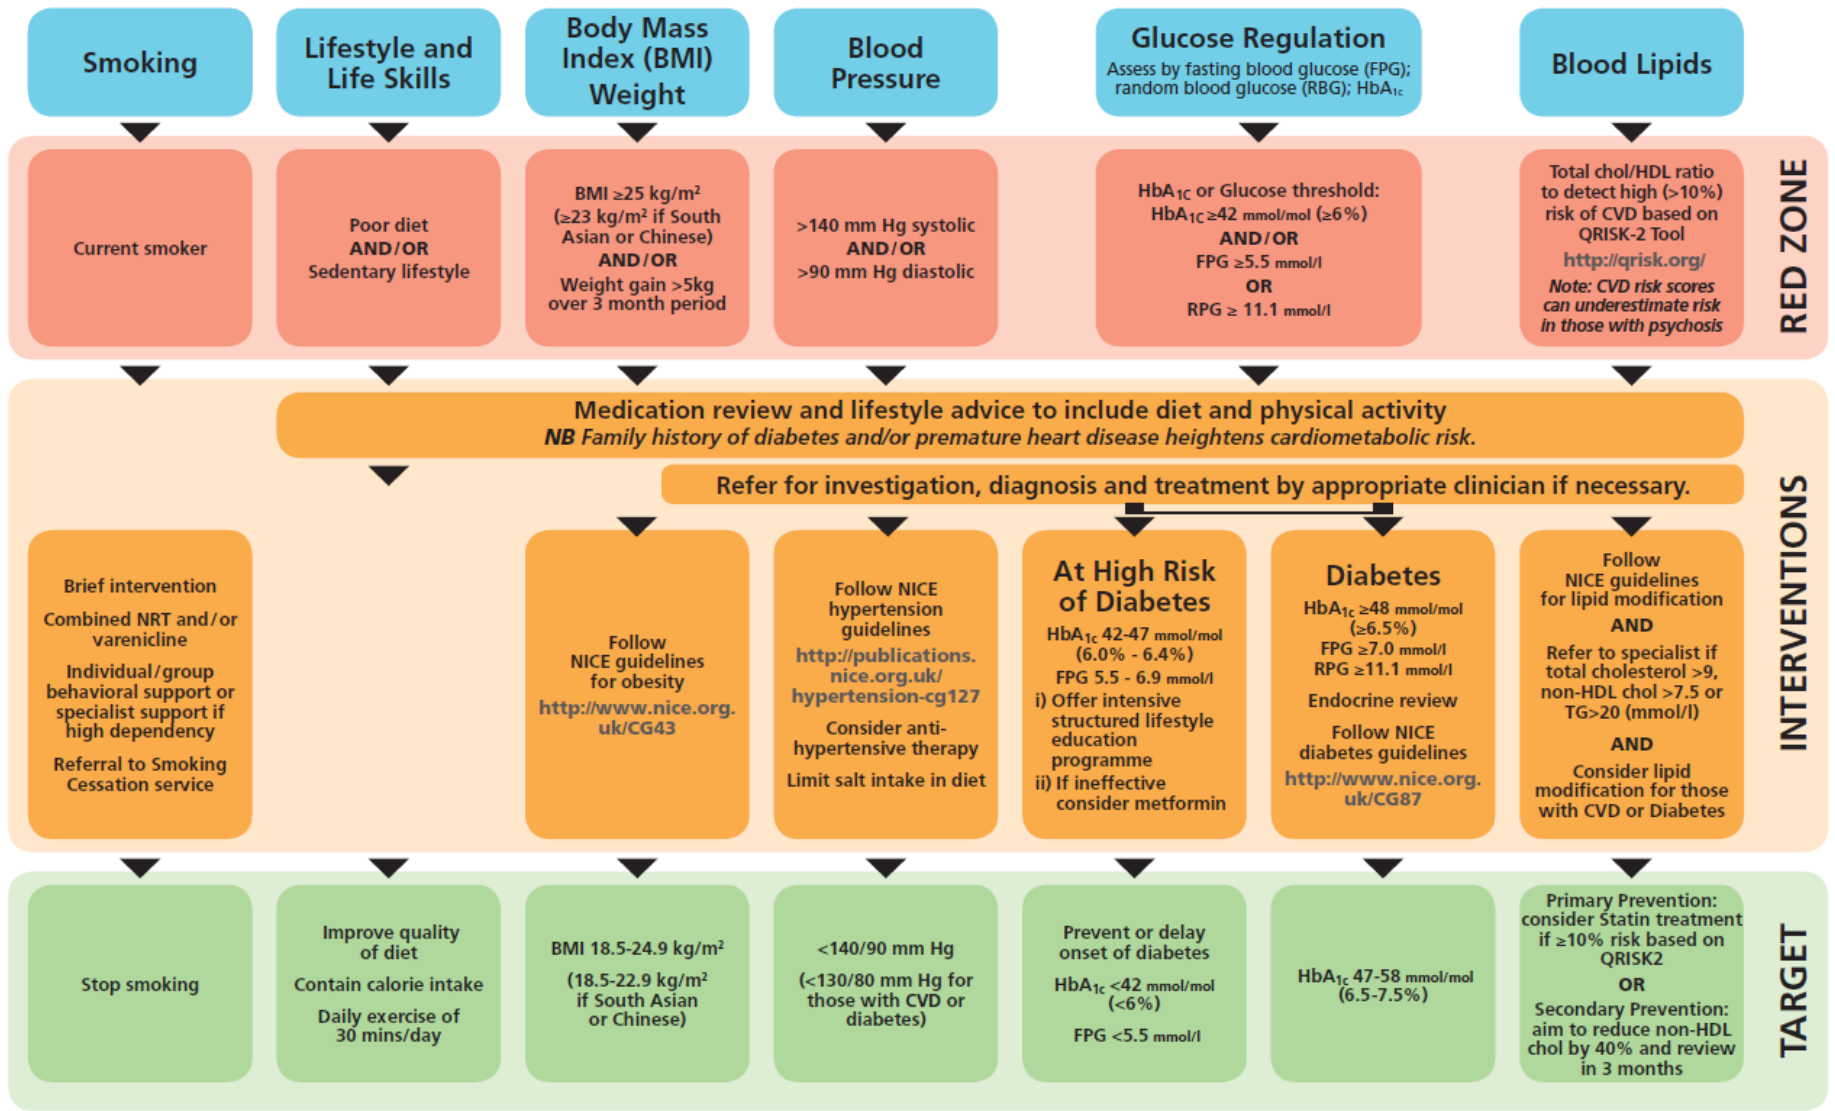 Smoking
Lifestyle and
Life Skills
Body Mass
Index (BMI)
Weight
Blood
Pressure
Glucose Regulation
Assess by fasting blood glucose (FPG);
random blood glucose (RBG); HbA1c
Blood Lipids
RED ZONE
Current smoker
Poor diet
AND/OR
Sedentary lifestyle
BMI ≥25 kg/m²
(≥23 kg/m² if South
Asian or Chinese)
AND/OR
Weight gain >5kg
over 3 month period
>140 mm Hg systolic
AND/OR
>90 mm Hg diastolic
HbA1C or Glucose threshold:
HbA1C ≥42 mmol/mol (≥6%)
AND/OR
FPG ≥5.5 mmol/l
OR
RPG ≥ 11.1 mmol/l
Total chol/HDL ratio
to detect high (>10%)
risk of CVD based on
QRISK-2 Tool
http://qrisk.org/
Note: CVD risk scores
can underestimate risk
in those with psychosis
INTERVENTIONS
Medication review and lifestyle advice to include diet and physical activity
NB Family history of diabetes and/or premature heart disease heightens cardiometabolic risk.
Refer for investigation, diagnosis and treatment by appropriate clinician if necessary.
Brief intervention
Combined NRT and/or
varenicline
Individual/group
behavioral support or
specialist support if
high dependency
Referral to Smoking
Cessation service
Follow
NICE guidelines
for obesity
http://www.nice.org.
uk/CG43
Follow NICE
hypertension
guidelines
http://publications.
nice.org.uk/
hypertension-cg127
Consider anti-
hypertensive therapy
Limit salt intake in diet
At High Risk
of Diabetes
HbA1c 42-47 mmol/mol
(6.0% - 6.4%)
FPG 5.5 - 6.9 mmol/l
i) Offer intensive
structured lifestyle
education
programme
ii) If ineffective
consider metformin
Diabetes
HbA1c ≥48 mmol/mol
(≥6.5%)
FPG ≥7.0 mmol/l
RPG ≥11.1 mmol/l
Endocrine review
Follow NICE
diabetes guidelines
http://www.nice.org.
uk/CG87
Follow
NICE guidelines
for lipid modification
AND
Refer to specialist if
total cholesterol >9,
non-HDL chol >7.5 or
TG>20 (mmol/l)
AND
Consider lipid
modification for those
with CVD or Diabetes
TARGET
Stop smoking
Improve quality
of diet
Contain calorie intake
Daily exercise of
30 mins/day
BMI 18.5-24.9 kg/m²
(18.5-22.9 kg/m²
if South Asian
or Chinese)
<140/90 mm Hg
(<130/80 mm Hg for
those with CVD or
diabetes)
Prevent or delay
onset of diabetes
HbA1c <42 mmol/mol
(<6%)
FPG <5.5 mmol/l
HbA1c 47-58 mmol/mol
(6.5-7.5%)
Primary Prevention:
consider Statin treatment
if ≥10% risk based on
QRISK2
OR
Secondary Prevention:
aim to reduce non-HDL
chol by 40% and review
in 3 months